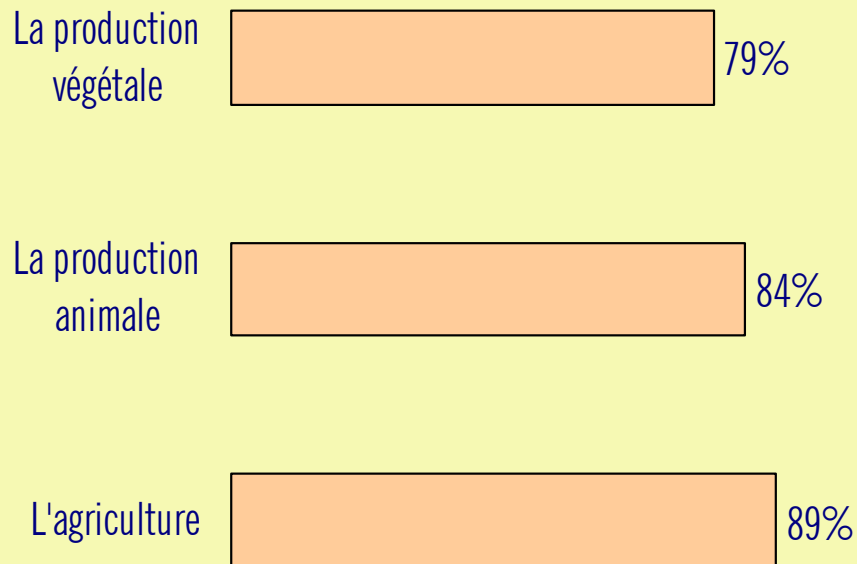 La production
végétale
79%
La production
animale
84%
L'agriculture
89%